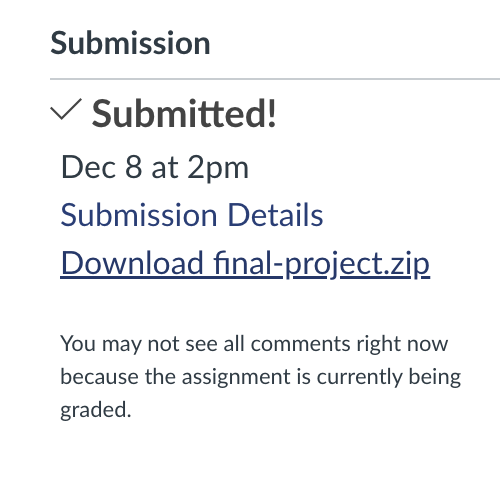 Submission
Submitted!
Dec 8 at 2pm
Submission Details
Download final-project.zip
You may not see all comments right now
because the assignment is currently being
graded.